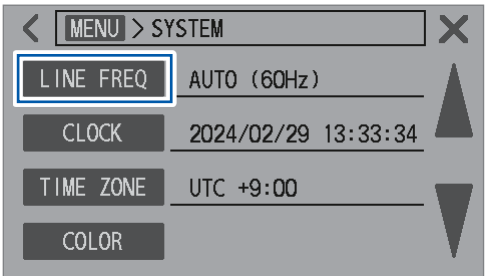 MENU > SYSTEM
LINE FREQ AUTO (60Hz)
CLOCK 2024/02/29 13:33:34
TIME ZONE UTC +9:00
COLOR